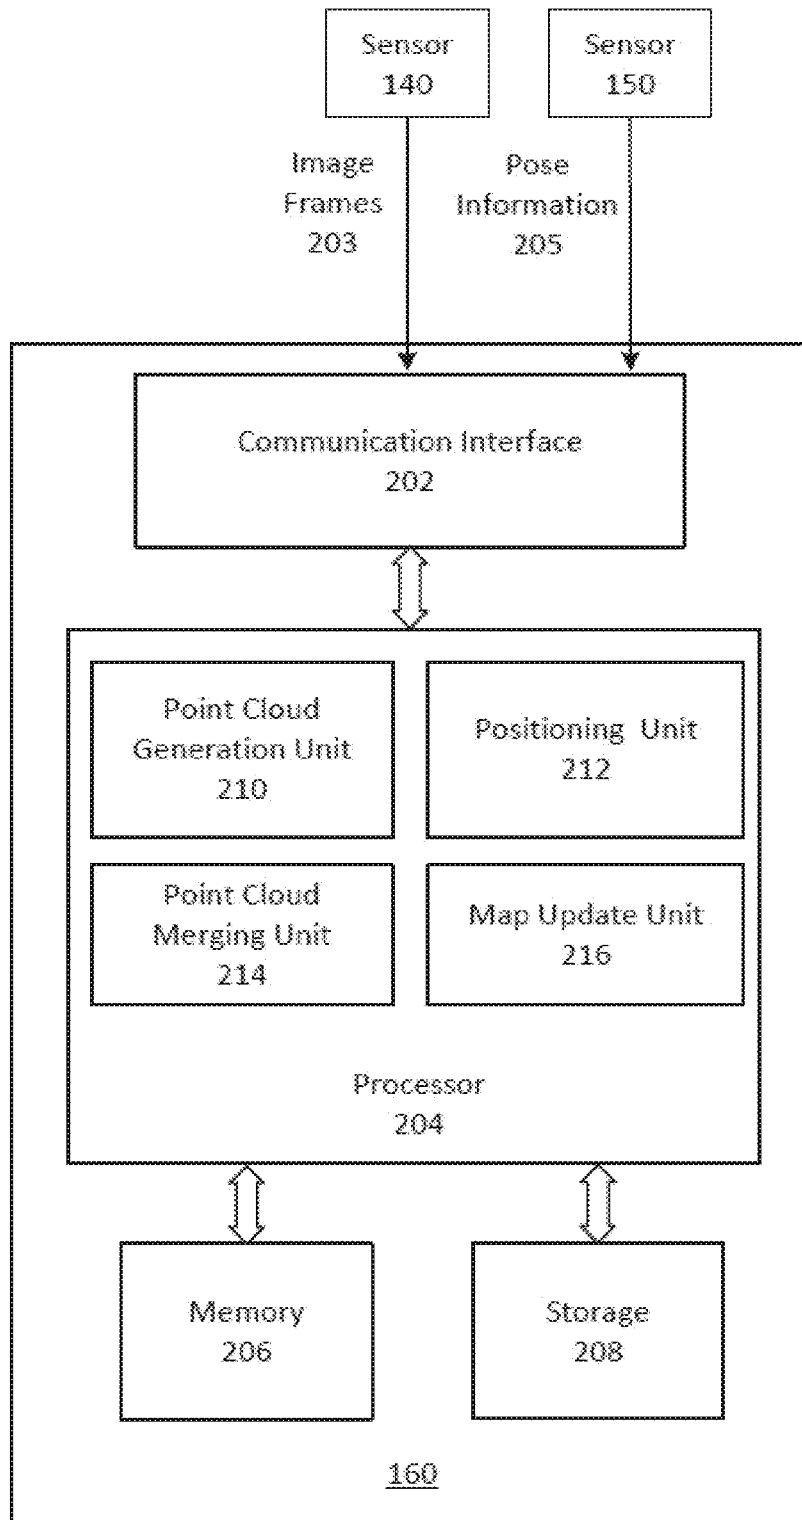 Sensor
140
Sensor
150
Image
Frames
203
Pose
Information
205
Communication Interface
202
Point Cloud
Generation Unit
210
Positioning Unit
212
Point Cloud
Merging Unit
214
Map Update Unit
216
Processor
204
Memory
206
Storage
208
160